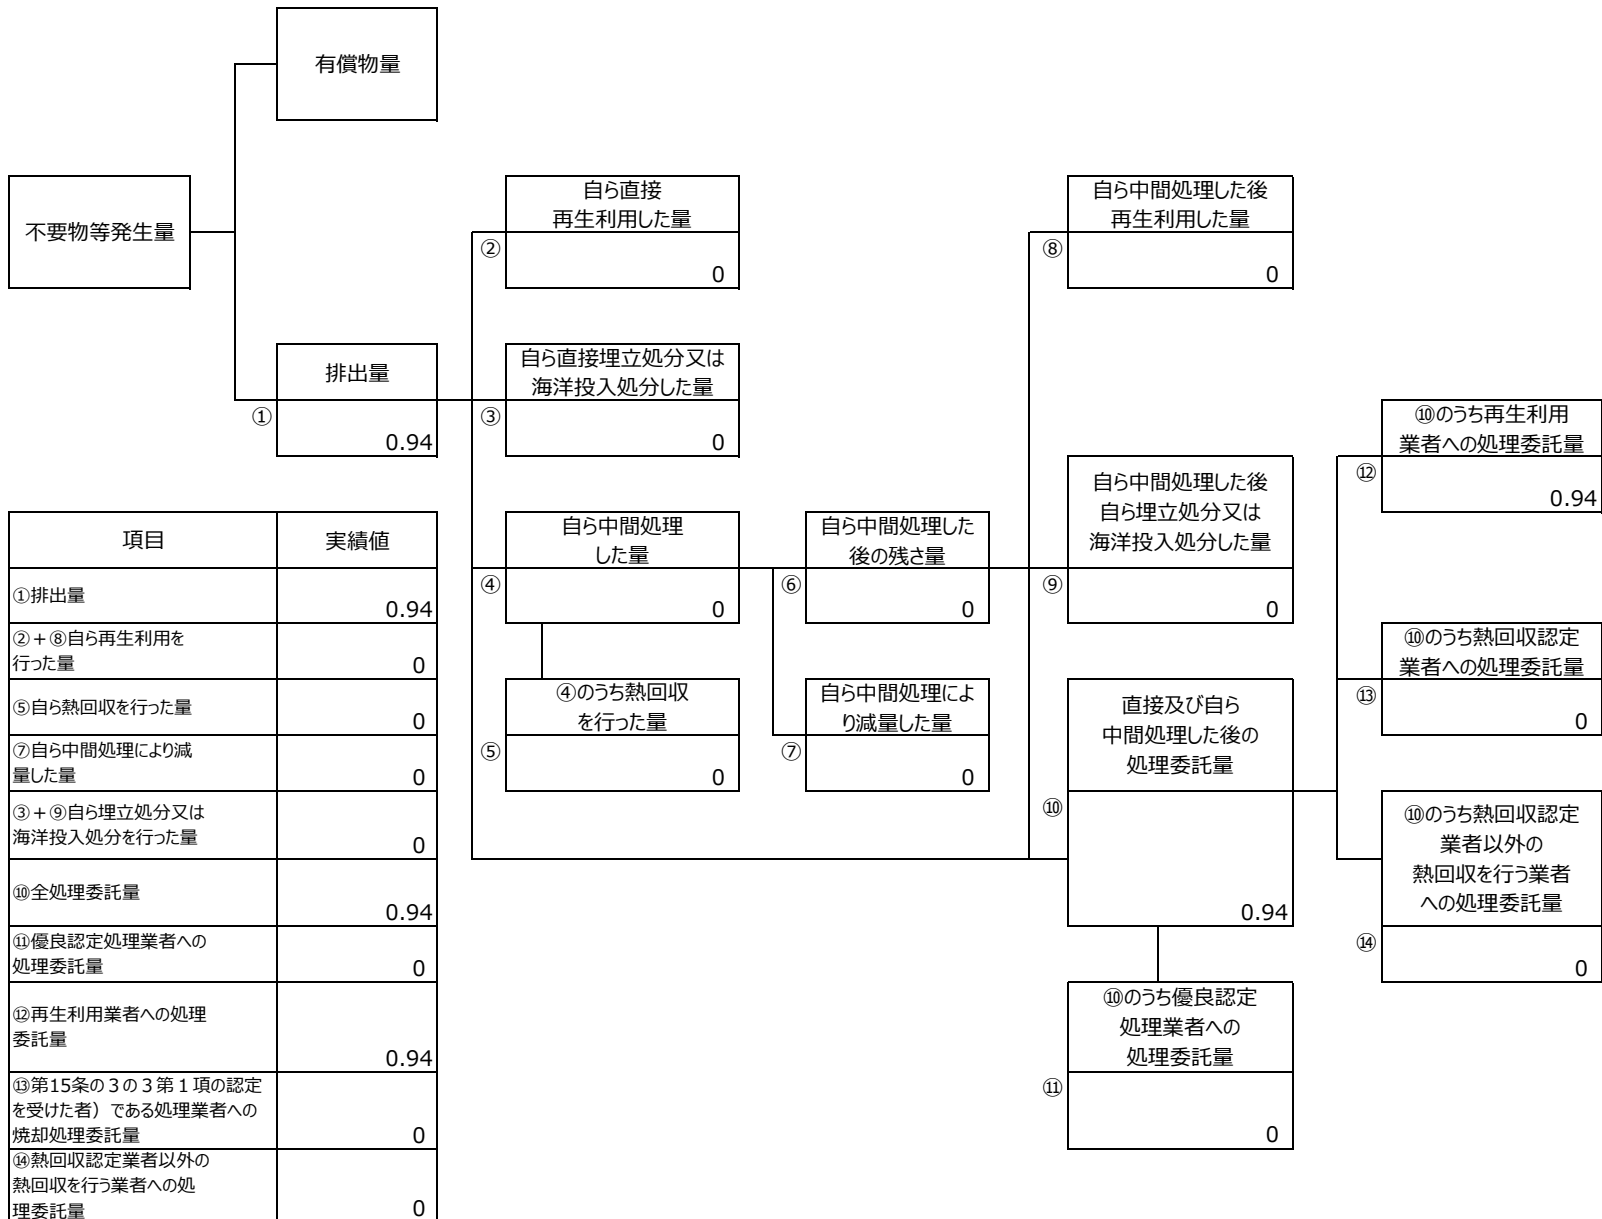 有償物量
不要物等発生量
自ら直接
再生利用した量
②
0
自ら中間処理した後
再生利用した量
⑧
0
排出量
①
0.94
自ら直接埋立処分又は
海洋投入処分した量
③
0
⑩のうち再生利用
業者への処理委託量
⑫
0.94
自ら中間処理
した量
④
0
自ら中間処理した
後の残さ量
⑥
0
自ら中間処理した後
自ら埋立処分又は
海洋投入処分した量
⑨
0
⑩のうち熱回収認定
業者への処理委託量
⑬
0
④のうち熱回収
を行った量
⑤
0
自ら中間処理によ
り減量した量
⑦
0
直接及び自ら
中間処理した後の
処理委託量
⑩
0.94
⑩のうち熱回収認定
業者以外の
熱回収を行う業者
への処理委託量
⑭
0
⑩のうち優良認定
処理業者への
処理委託量
⑪
0
項目 実績値
①排出量
0.94
②+⑧自ら再生利用を
行った量
0
⑤自ら熱回収を行った量
0
⑦自ら中間処理により減
量した量
0
③+⑨自ら埋立処分又は
海洋投入処分を行った量
0
⑩全処理委託量
0.94
⑪優良認定処理業者への
処理委託量
0
⑫再生利用業者への処理
委託量
0.94
⑬第15条の3の3第1項の認定
を受けた者）である処理業者への
焼却処理委託量
0
⑭熱回収認定業者以外の
熱回収を行う業者への処
理委託量
0